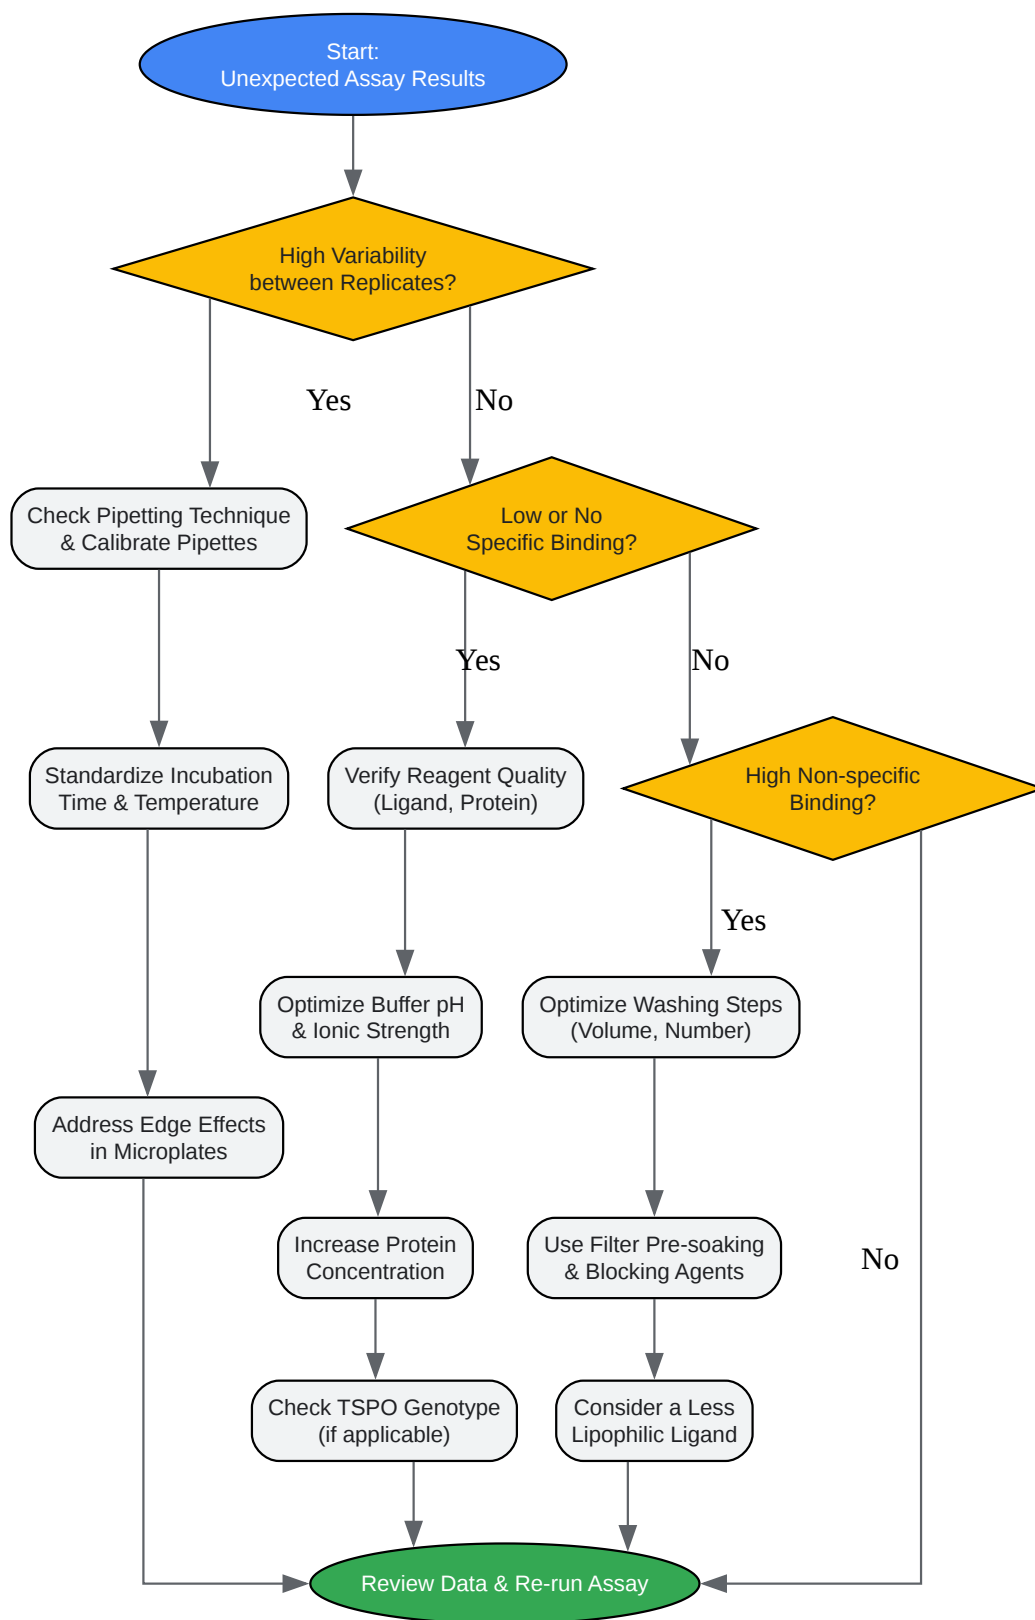 Start:
Unexpected Assay Results
High Variability
between Replicates?
Yes
No
Check Pipetting Technique
& Calibrate Pipettes
Low or No
Specific Binding?
Yes
No
Standardize Incubation
Time & Temperature
Verify Reagent Quality
(Ligand, Protein)
High Non-specific
Binding?
Yes
Optimize Buffer pH
& Ionic Strength
Optimize Washing Steps
(Volume, Number)
Address Edge Effects
in Microplates
Increase Protein
Concentration
Use Filter Pre-soaking
& Blocking Agents
No
Check TSPO Genotype
(if applicable)
Consider a Less
Lipophilic Ligand
Review Data & Re-run Assay